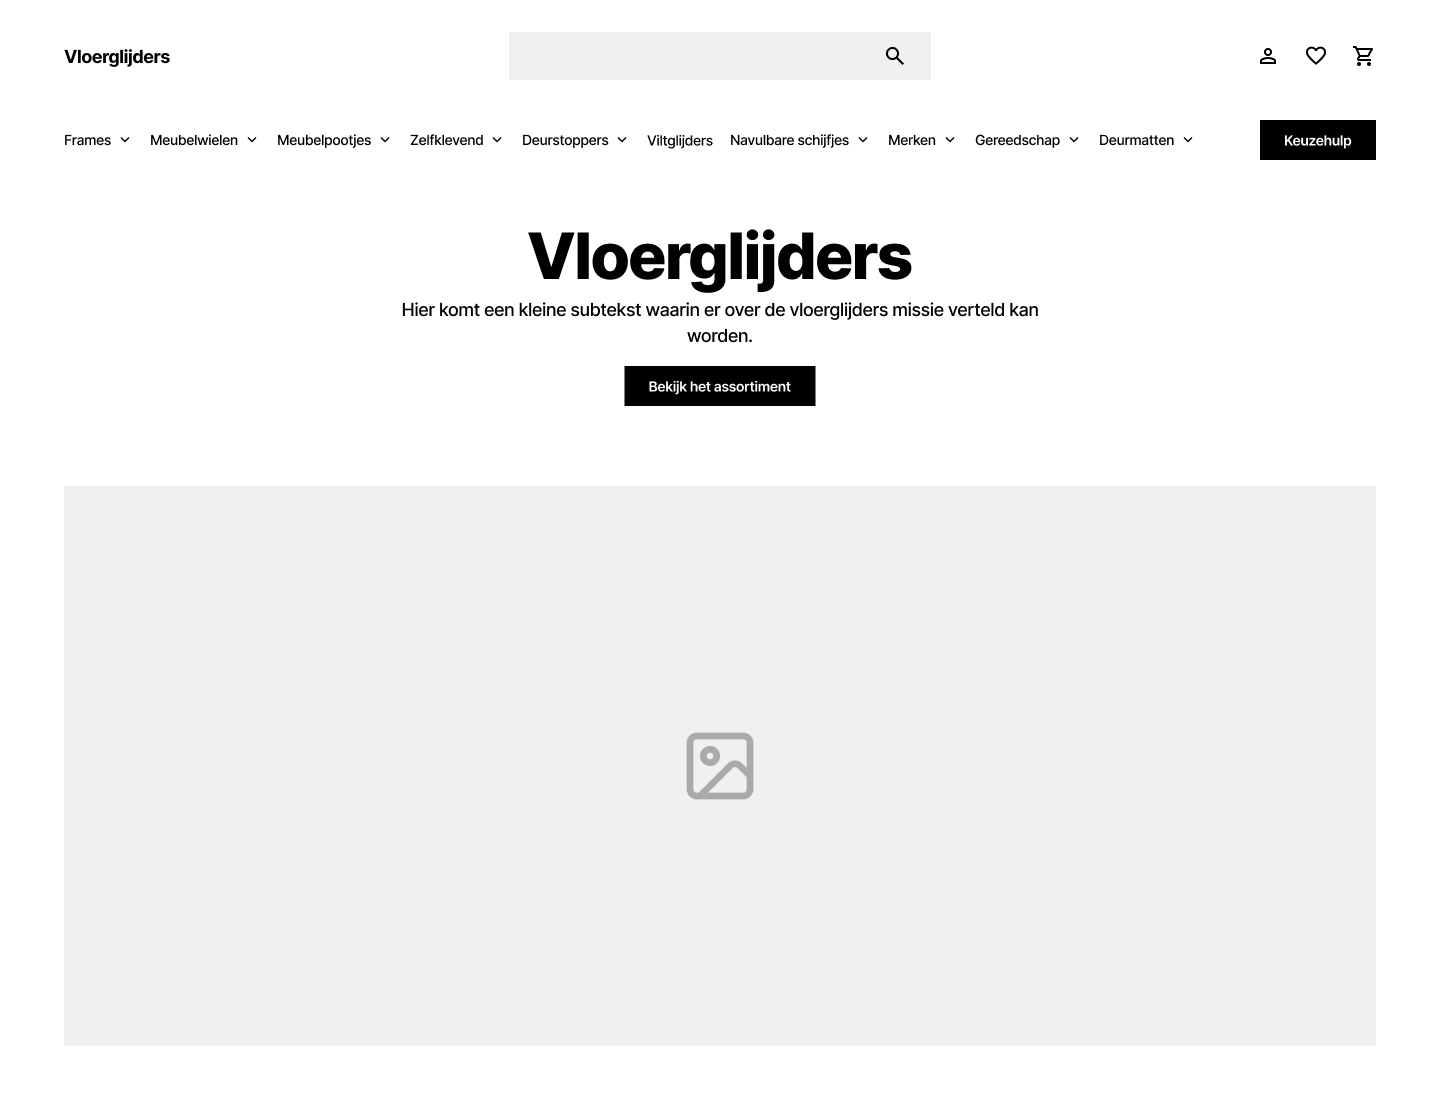 Vloerglijders
Frames Meubelwielen Meubelpootjes Zelfklevend Deurstoppers Viltglijders Navulbare schijfjes Merken Gereedschap Deurmatten Keuzehulp
Vloerglijders
Hier komt een kleine subtekst waarin er over de vloerglijders missie verteld kan
worden.
Bekijk het assortiment